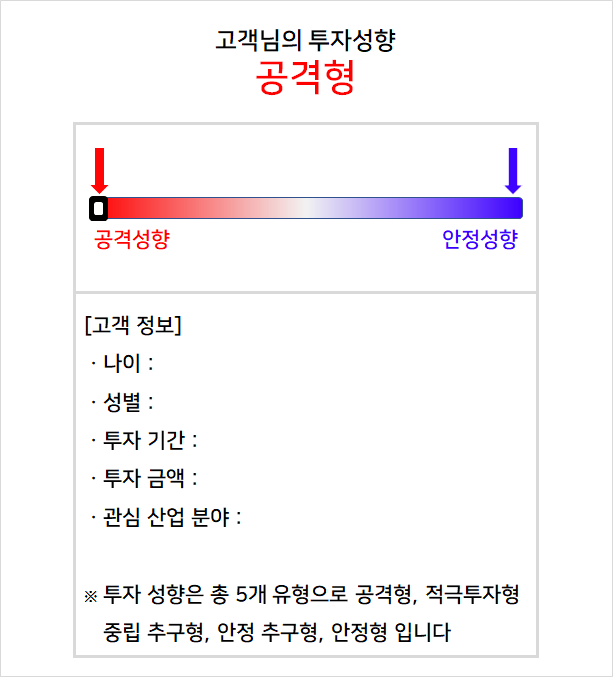 고객님의 투자성향
공격형
공격성향
안정성향
[고객 정보]
· 나이 :
· 성별 :
· 투자 기간 :
· 투자 금액 :
· 관심 산업 분야 :
※ 투자 성향은 총 5개 유형으로 공격형, 적극투자형
중립 추구형, 안정 추구형, 안정형 입니다